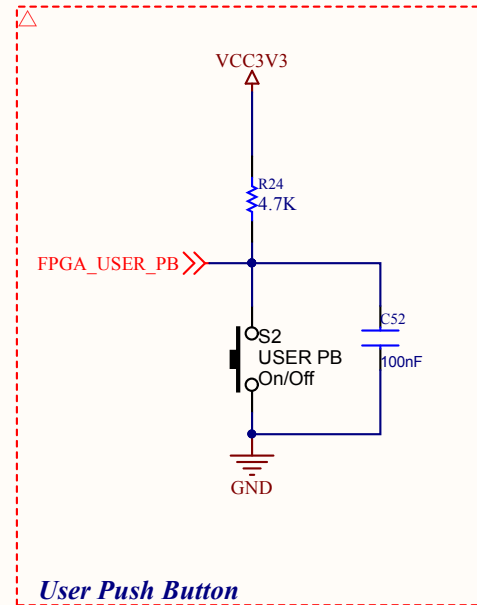 VCC3V3
R24
4.7K
FPGA_USER_PB
S2
USER PB
On/Off
C52
100nF
GND
User Push Button